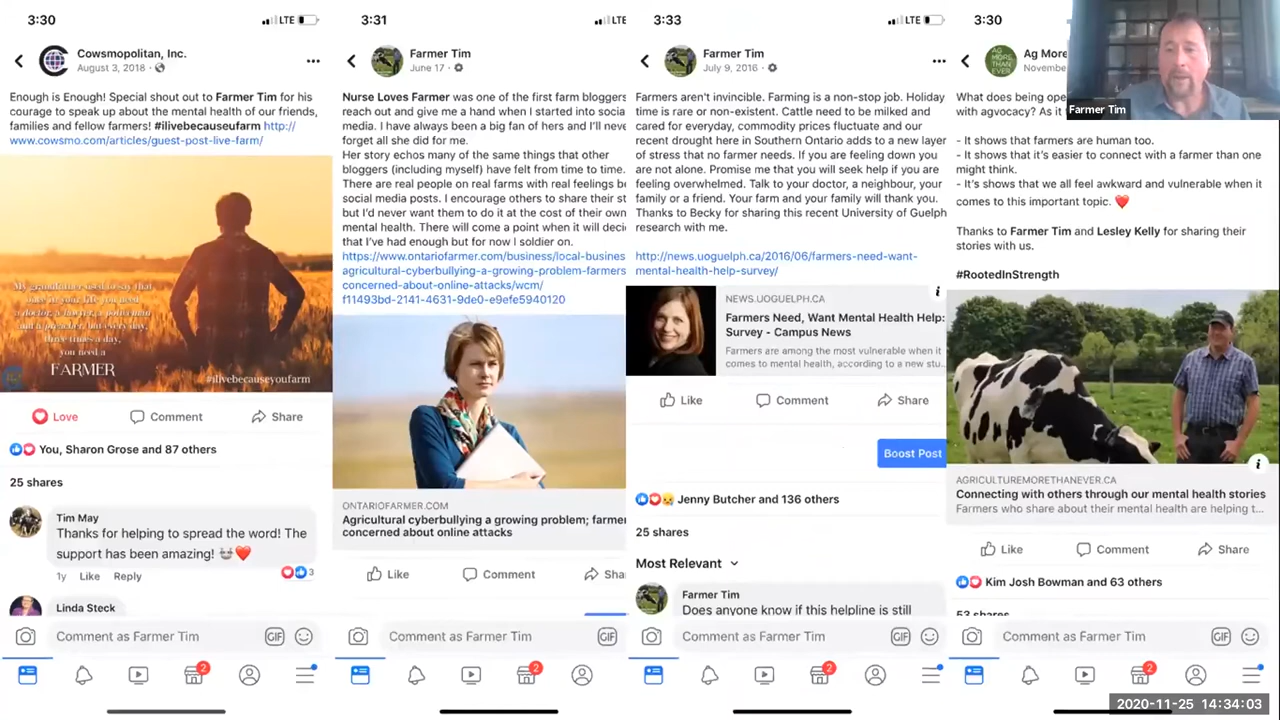 3:30
LTE
Cowsmopolitan, Inc.
August 3, 2018 ·
Enough is Enough! Special shout out to Farmer Tim for his
courage to speak up about the mental health of our friends,
families and fellow farmers! #ilivebecauseufarm http://
www.cowsmo.com/articles/guest-post-live-farm/
My grandfather used to say that
once in your life you need
a doctor, a lawyer, a policeman
and a preacher, but every day,
three times a day,
you need a
FARMER
#ilivebecauseyoufarm
Love
Comment
Share
You, Sharon Grose and 87 others
25 shares
Tim May
Thanks for helping to spread the word! The
support has been amazing!
1y Like Reply
3
Linda Steck
Comment as Farmer Tim
GIF
2
3:31
LTE
Farmer Tim
June 17 ·
Nurse Loves Farmer was one of the first farm bloggers
reach out and give me a hand when I started into social
media. I have always been a big fan of hers and I'll neve
forget all she did for me.
Her story echos many of the same things that other
bloggers (including myself) have felt from time to time.
There are real people on real farms with real feelings be
social media posts. I encourage others to share their st
but I'd never want them to do it at the cost of their own
mental health. There will come a point when it will deci
that I've had enough but for now I soldier on.
https://www.ontariofarmer.com/business/local-busines
agricultural-cyberbullying-a-growing-problem-farmers
concerned-about-online-attacks/wcm/
f11493bd-2141-4631-9de0-e9efe5940120
ONTARIOFARMER.COM
Agricultural cyberbullying a growing problem; farmer
concerned about online attacks
Like
Comment
Sha
Comment as Farmer Tim
GIF
2
3:33
LTE
Farmer Tim
July 9, 2016 ·
Farmers aren't invincible. Farming is a non-stop job. Holiday
time is rare or non-existent. Cattle need to be milked and
cared for everyday, commodity prices fluctuate and our
recent drought here in Southern Ontario adds to a new layer
of stress that no farmer needs. If you are feeling down
you are not alone. Promise me that you will seek help if you are
feeling overwhelmed. Talk to your doctor, a neighbour, your
family or a friend. Your farm and your family will thank you.
Thanks to Becky for sharing this recent University of Guelph
research with me.
http://news.uoguelph.ca/2016/06/farmers-need-want-
mental-health-help-survey/
NEWS.UOGUELPH.CA
Farmers Need, Want Mental Health Help:
Survey - Campus News
Farmers are among the most vulnerable when it
comes to mental health, according to a new stu...
Like
Comment
Share
Boost Post
Jenny Butcher and 136 others
25 shares
Most Relevant
Farmer Tim
Does anyone know if this helpline is still
Comment as Farmer Tim
GIF
2
3:30
Ag More
November
What does being ope
with agvocacy? As it
- It shows that farmers are human too.
- It shows that it's easier to connect with a farmer than one
might think.
- It's shows that we all feel awkward and vulnerable when it
comes to this important topic.
Thanks to Farmer Tim and Lesley Kelly for sharing their
stories with us.
#RootedInStrength
AGRICULTUREMORETHANEVER.CA
Connecting with others through our mental health stories
Farmers who share about their mental health are helping t...
Like
Comment
Share
Kim Josh Bowman and 63 others
53 shares
Comment as Farmer Tim
GIF
2
AG
MORE
THAN
EVER
Farmer Tim
2020-11-25 14:34:03